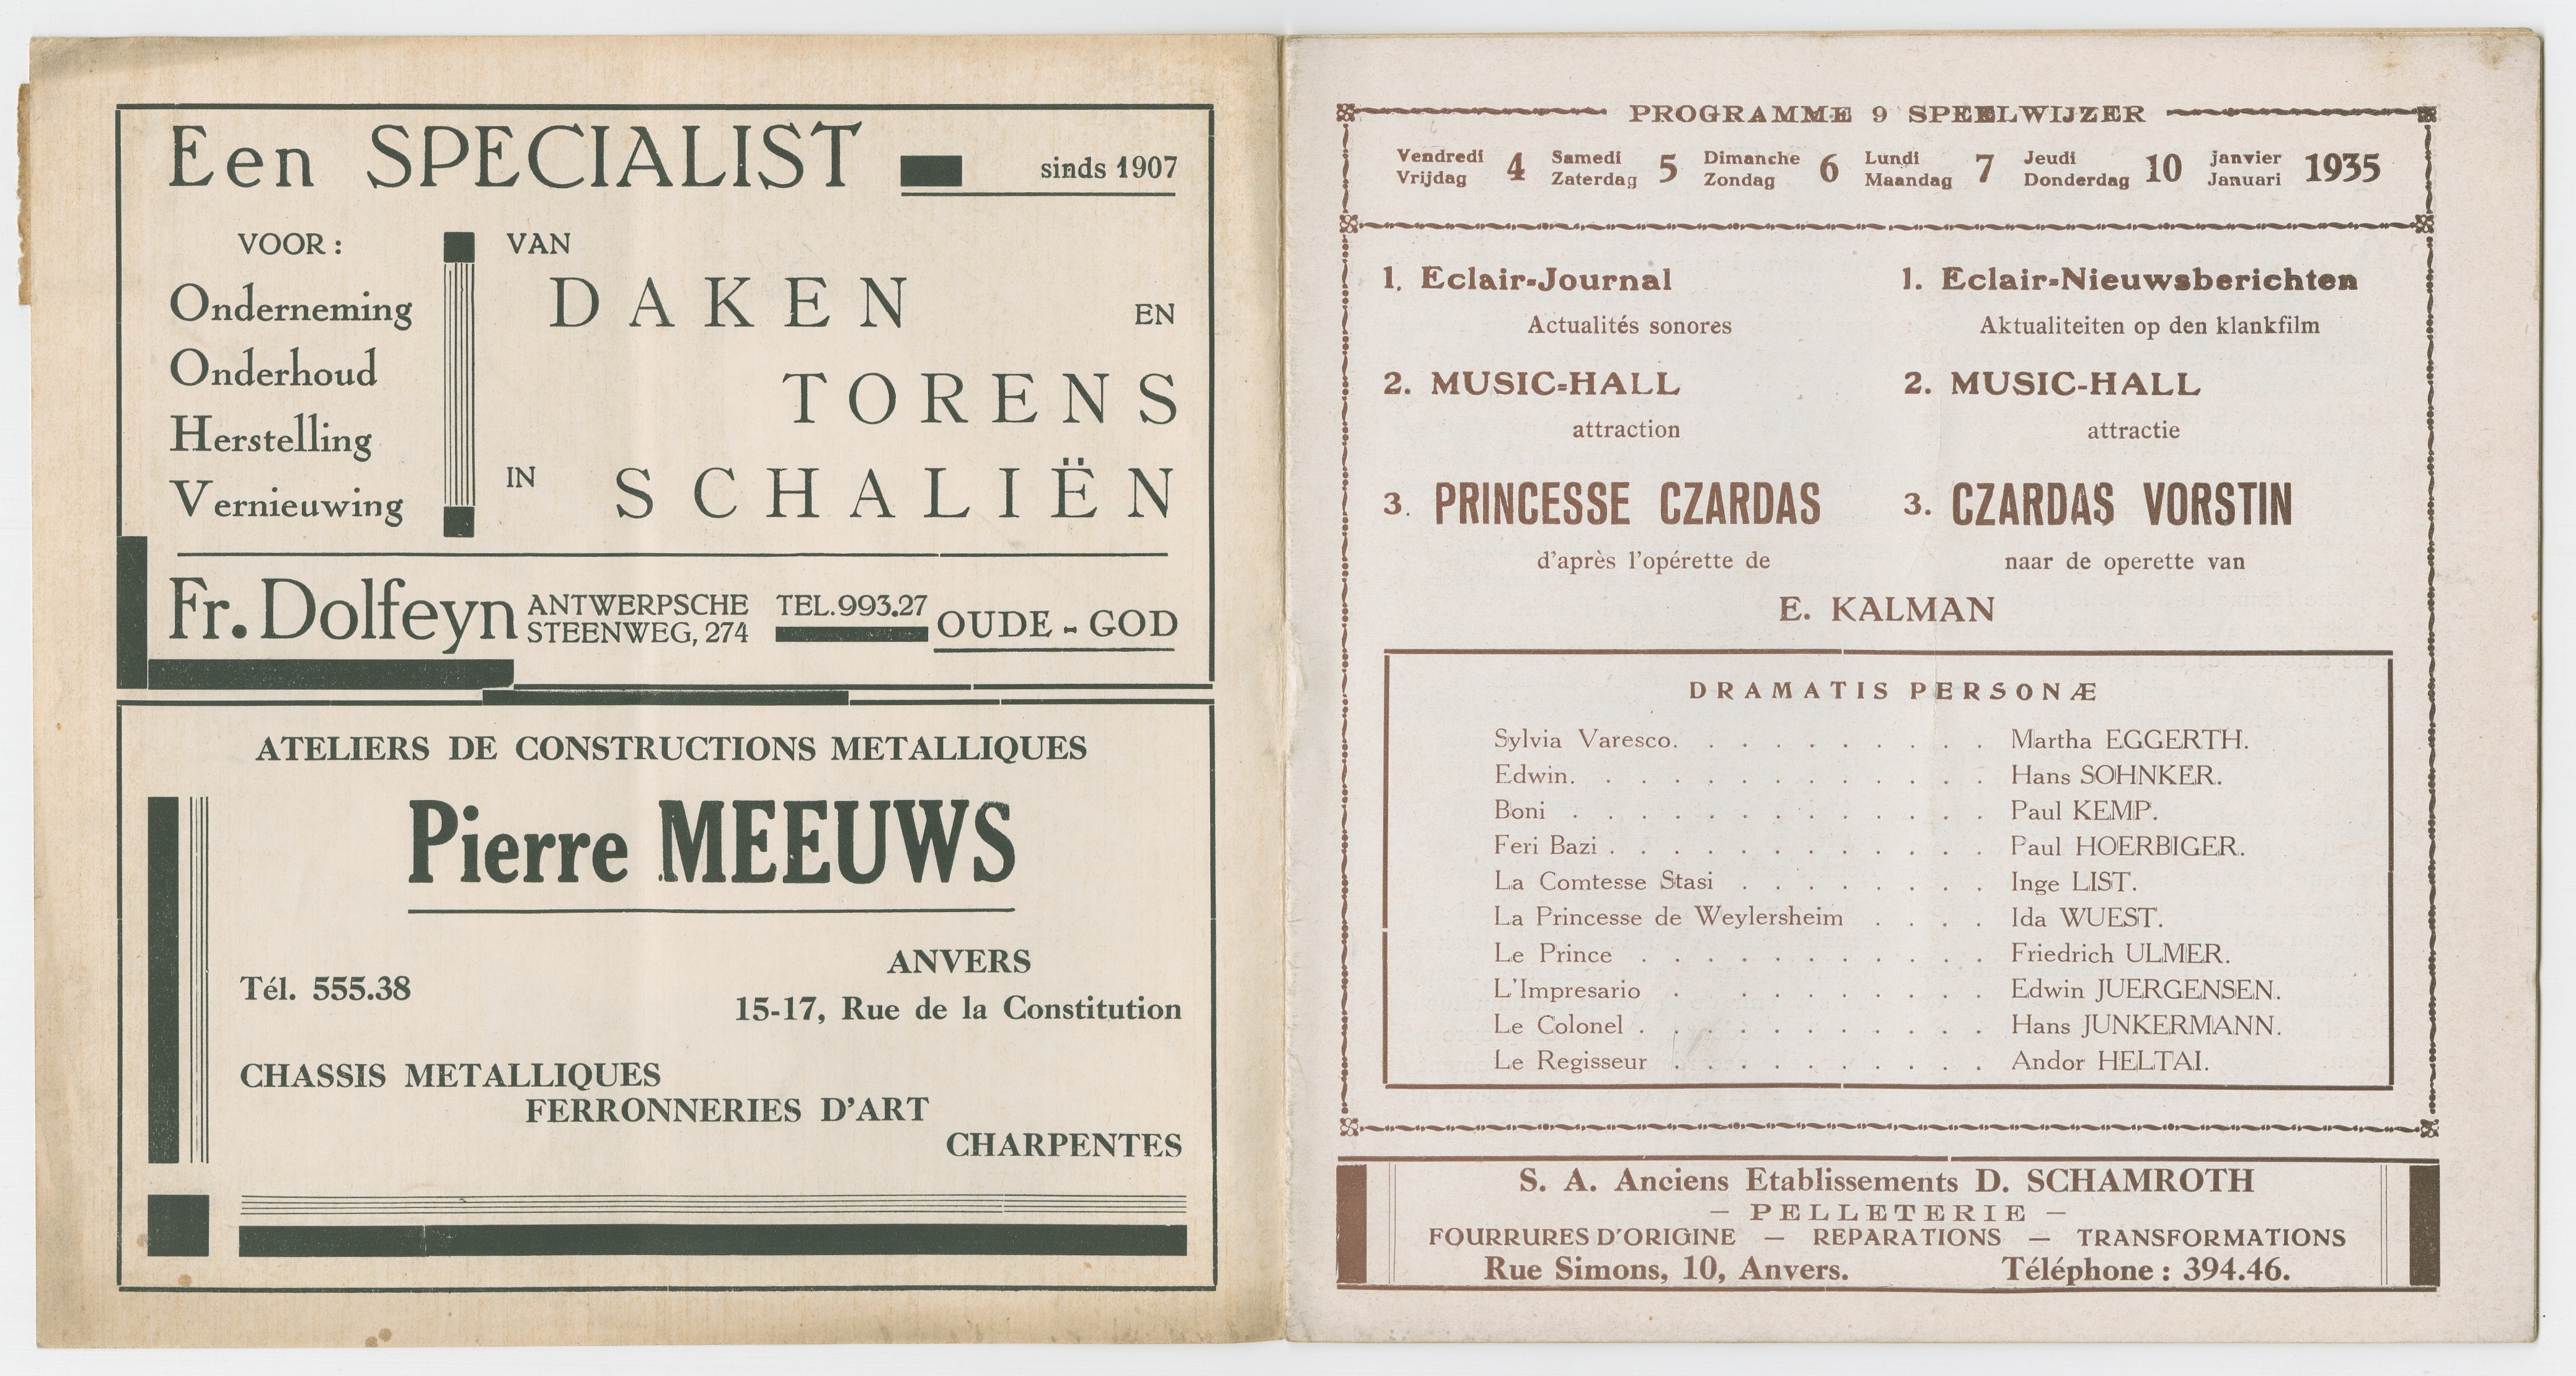 Een SPECIALIST sinds 1907
VOOR :
Onderneming
Onderhoud
Herstelling
Vernieuwing
VAN
DAKEN EN
TORENS
IN SCHALIËN
Fr. Dolfeyn ANTWERPSCHE STEENWEG, 274 TEL. 993.27 OUDE - GOD
ATELIERS DE CONSTRUCTIONS METALLIQUES
Pierre MEEUWS
ANVERS
Tél. 555.38
15-17, Rue de la Constitution
CHASSIS METALLIQUES
FERRONNERIES D'ART
CHARPENTES
PROGRAMME 9 SPEELWIJZER
Vendredi 4 Samedi 5 Dimanche 6 Lundi 7 Jeudi 10 janvier 1935
Vrijdag Zaterdag Zondag Maandag Donderdag Januari
1. Eclair-Journal
Actualités sonores
2. MUSIC-HALL
attraction
3. PRINCESSE CZARDAS
d'après l'opérette de
1. Eclair-Nieuwsberichten
Aktualiteiten op den klankfilm
2. MUSIC-HALL
attractie
3. CZARDAS VORSTIN
naar de operette van
E. KALMAN
DRAMATIS PERSONÆ
Sylvia Varesco. . . . . . . . . . Martha EGGERTH.
Edwin. . . . . . . . . . . . . Hans SOHNKER.
Boni . . . . . . . . . . . . . Paul KEMP.
Feri Bazi . . . . . . . . . . . . Paul HOERBIGER.
La Comtesse Stasi . . . . . . . . Inge LIST.
La Princesse de Weylersheim . . . . Ida WUEST.
Le Prince . . . . . . . . . . . Friedrich ULMER.
L'Impresario . . . . . . . . . Edwin JUERGENSEN.
Le Colonel . . . . . . . . . . . Hans JUNKERMANN.
Le Regisseur . . . . . . . . . . Andor HELTAI.
S. A. Anciens Etablissements D. SCHAMROTH
— PELLETERIE —
FOURRURES D'ORIGINE — REPARATIONS — TRANSFORMATIONS
Rue Simons, 10, Anvers. Téléphone : 394.46.